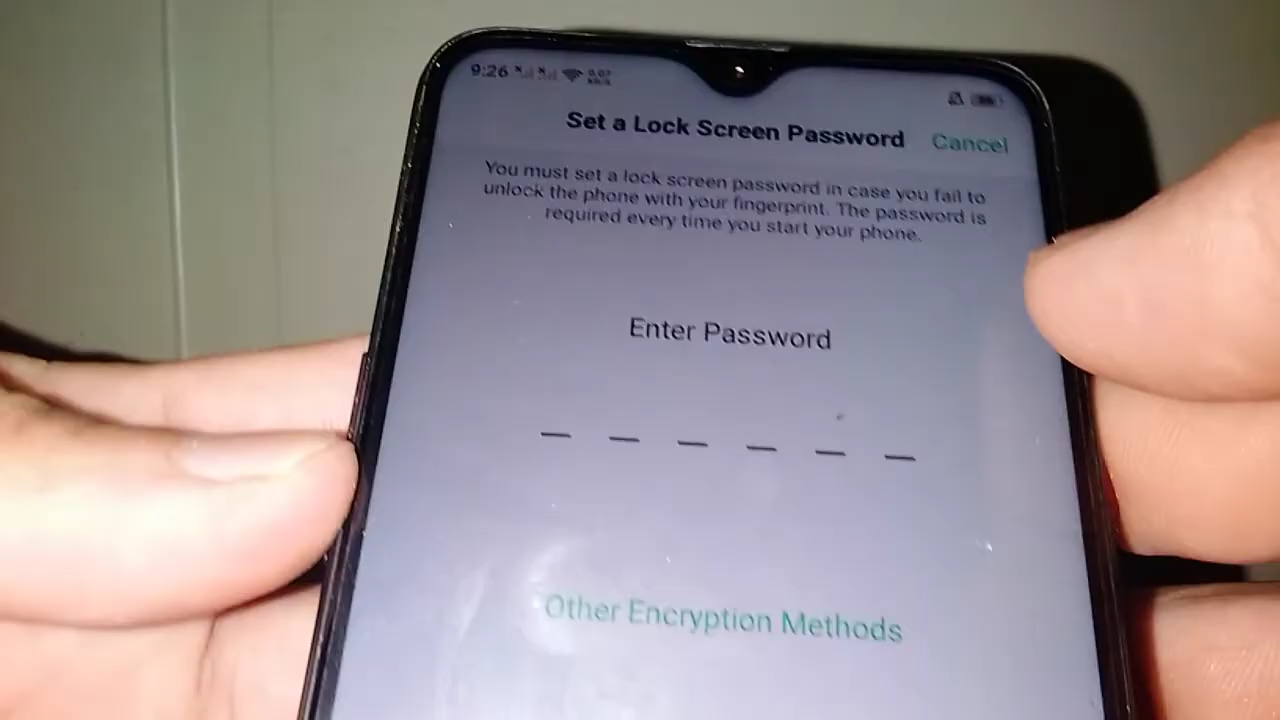 9:26
Set a Lock Screen Password Cancel
You must set a lock screen password in case you fail to
unlock the phone with your fingerprint. The password is
required every time you start your phone.
Enter Password
Other Encryption Methods